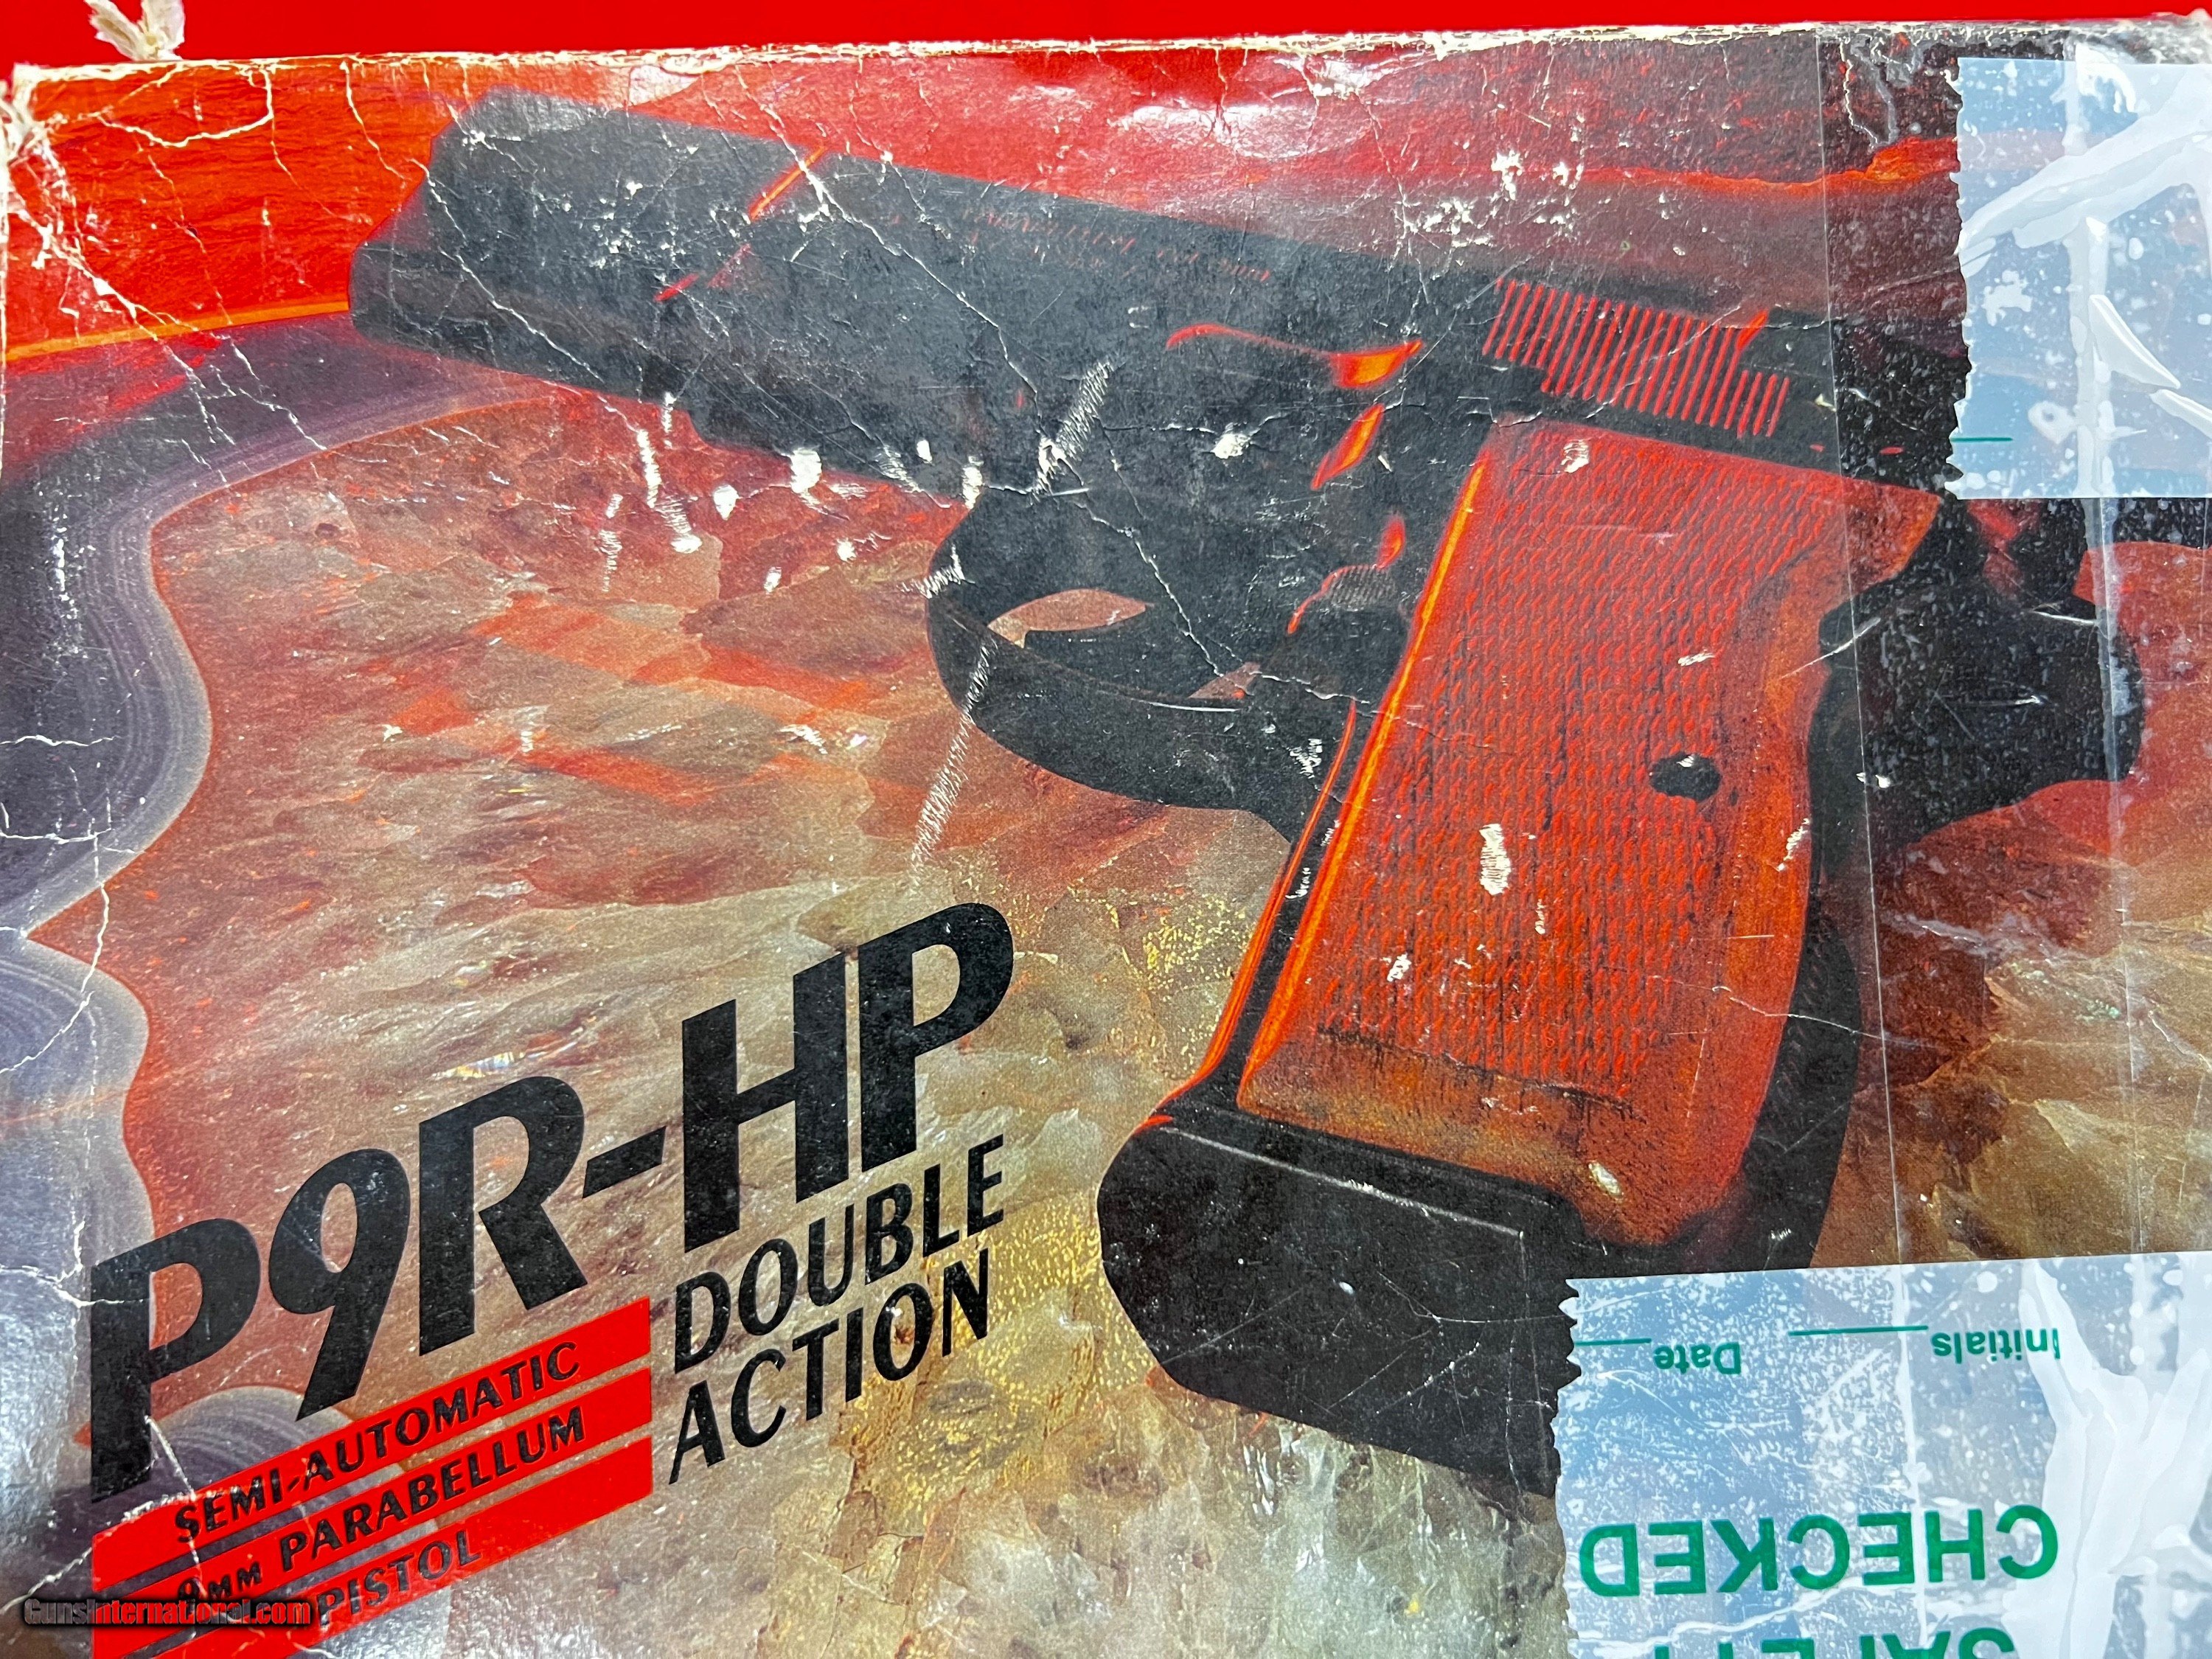 P9R-HP
DOUBLE
ACTION
SEMI-AUTOMATIC
9MM PARABELLUM
PISTOL
Initials
Date
CHECKED
GunsInternational.com